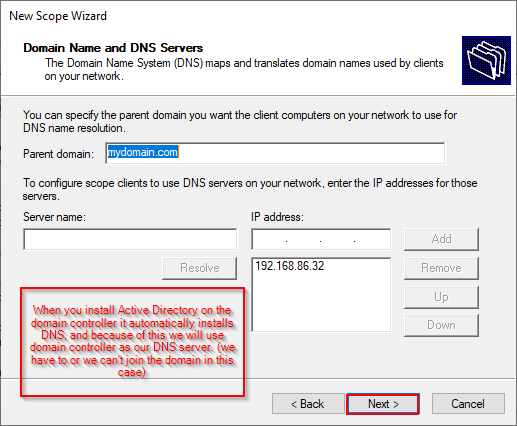 New Scope Wizard
Domain Name and DNS Servers
The Domain Name System (DNS) maps and translates domain names used by clients
on your network.
You can specify the parent domain you want the client computers on your network to use for
DNS name resolution.
Parent domain: mydomain.com
To configure scope clients to use DNS servers on your network, enter the IP addresses for those
servers.
Server name: IP address:
. . . Add
Resolve 192.168.86.32 Remove
Up
Down
When you install Active Directory on the
domain controller it automatically installs
DNS, and because of this we will use
domain controller as our DNS server. (we
have to or we can't join the domain in this
case)
< Back Next > Cancel